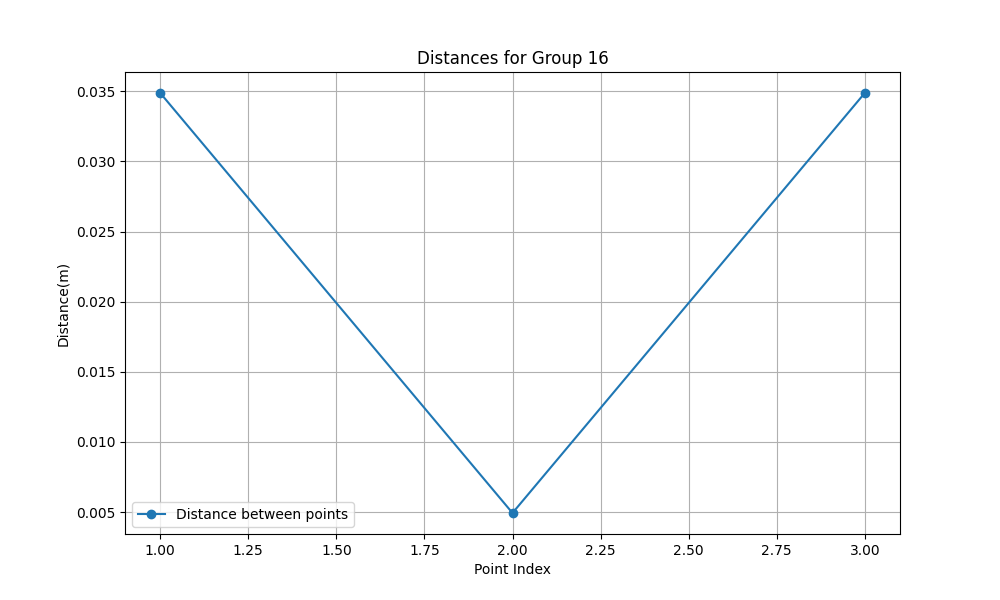 Distances for Group 16
0.035
0.030
0.025
0.020
0.015
0.010
0.005
Distance(m)
Distance between points
1.00 1.25 1.50 1.75 2.00 2.25 2.50 2.75 3.00
Point Index